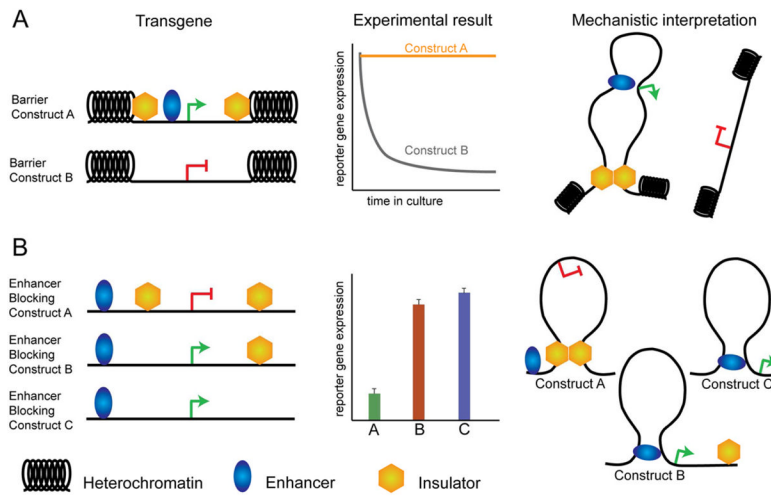 A
Transgene
Experimental result
Mechanistic interpretation
Barrier
Construct A
Barrier
Construct B
reporter gene expression
Construct A
Construct B
time in culture
B
Enhancer
Blocking
Construct A
Enhancer
Blocking
Construct B
Enhancer
Blocking
Construct C
reporter gene expression
A B C
Construct A
Construct C
Construct B
Heterochromatin
Enhancer
Insulator